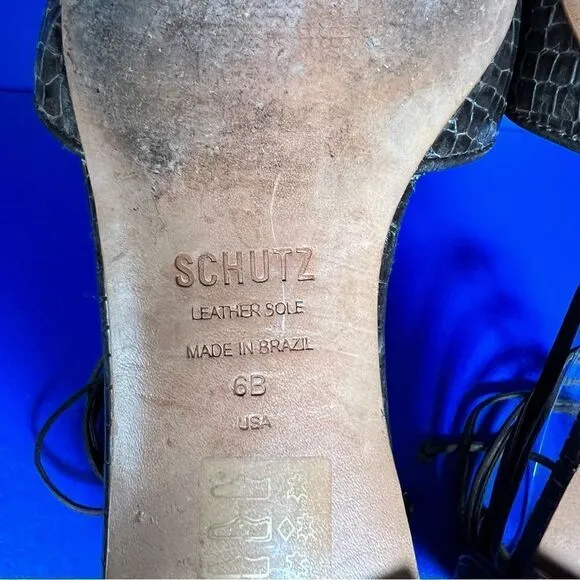 SCHUTZ
LEATHER SOLE
MADE IN BRAZIL
6B
USA